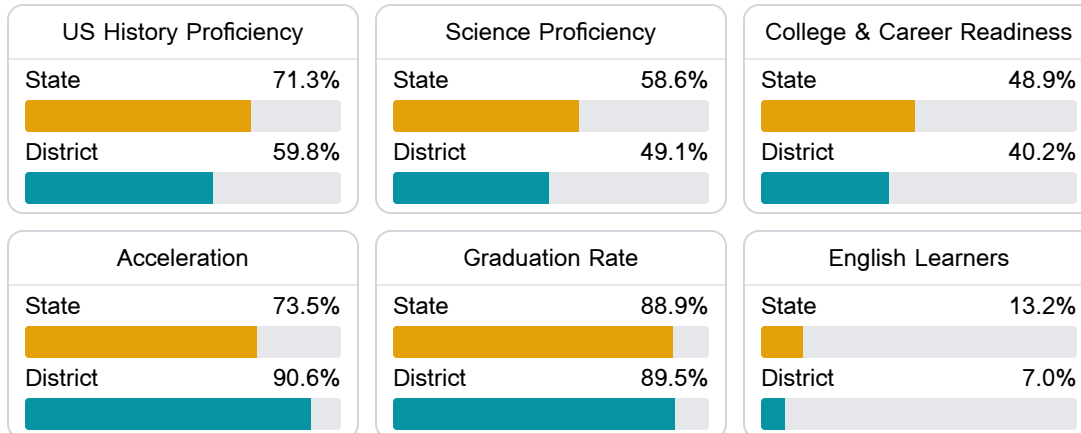 US History Proficiency
State 71.3%
District 59.8%
Science Proficiency
State 58.6%
District 49.1%
College & Career Readiness
State 48.9%
District 40.2%
Acceleration
State 73.5%
District 90.6%
Graduation Rate
State 88.9%
District 89.5%
English Learners
State 13.2%
District 7.0%